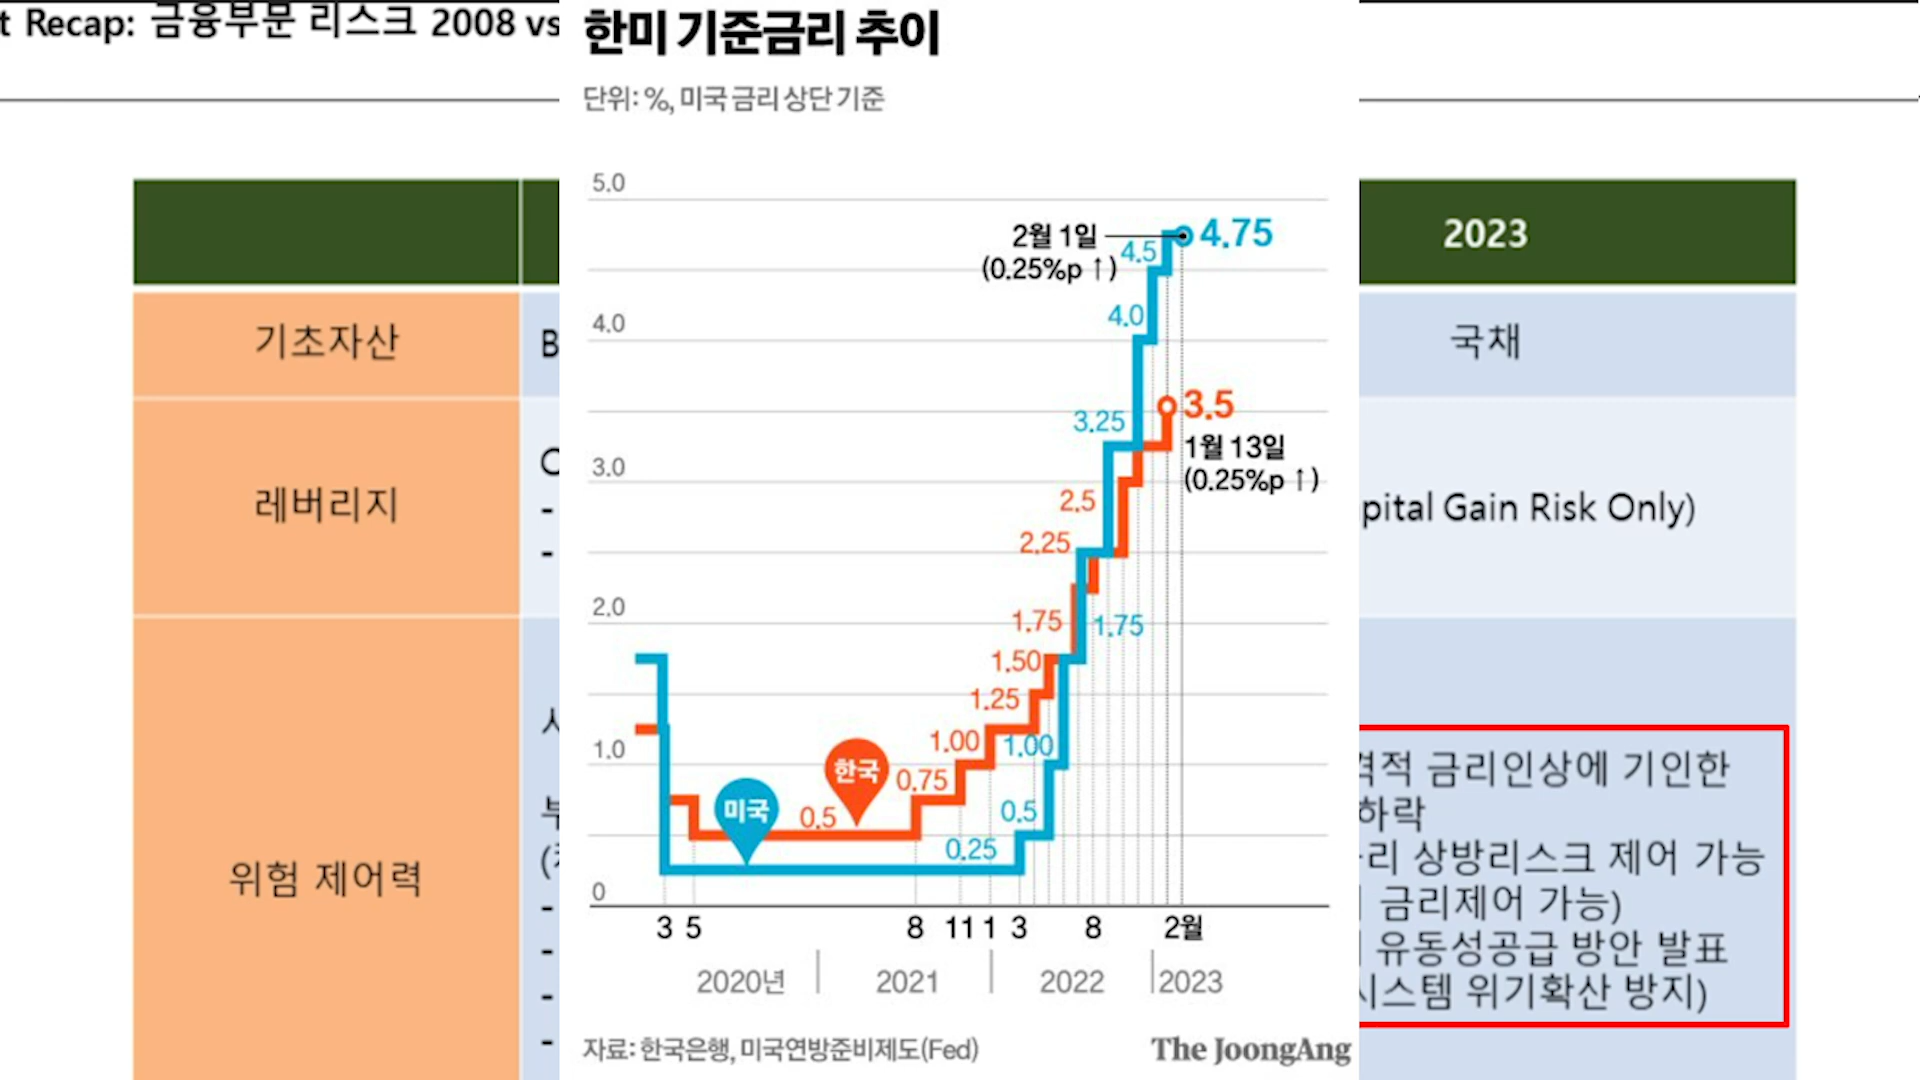 t Recap: 금융부문 리스크 2008 vs
한미 기준금리 추이
단위: %, 미국 금리 상단 기준
2023
기초자산
B
국채
레버리지
C
-
-
pital Gain Risk Only)
위험 제어력
(
-
-
-
-
격적 금리인상에 기인한
하락
리 상방리스크 제어 가능
금리제어 가능)
유동성공급 방안 발표
시스템 위기확산 방지)
5.0
4.0
3.0
2.0
1.0
0
2월 1일
(0.25%p ↑)
4.75
4.5
4.0
3.25
3.5
1월 13일
(0.25%p ↑)
2.5
2.25
1.75
1.75
1.50
1.25
1.00
1.00
0.75
0.5
0.5
0.25
한국
미국
3 5 8 11 1 3 8 2월
2020년 2021 2022 2023
자료: 한국은행, 미국연방준비제도(Fed)
The JoongAng